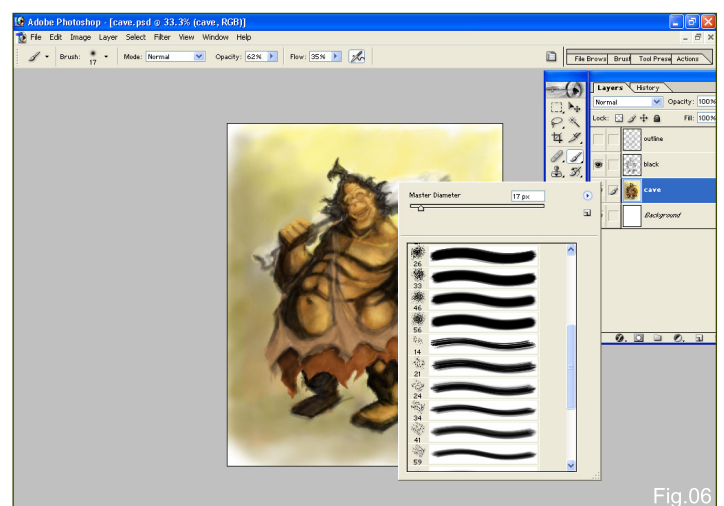 Adobe Photoshop - [cave.psd @ 33.3% (cave, RGB)]
File Edit Image Layer Select Filter View Window Help
Brush: 17 Mode: Normal Opacity: 62% Flow: 35%
File Brows Brush Tool Prese Actions
Layers History
Normal Opacity: 100%
Lock: Fill: 100%
outline
black
cave
Background
Master Diameter 17 px
26
33
46
56
14
21
24
34
41
59
Fig.06